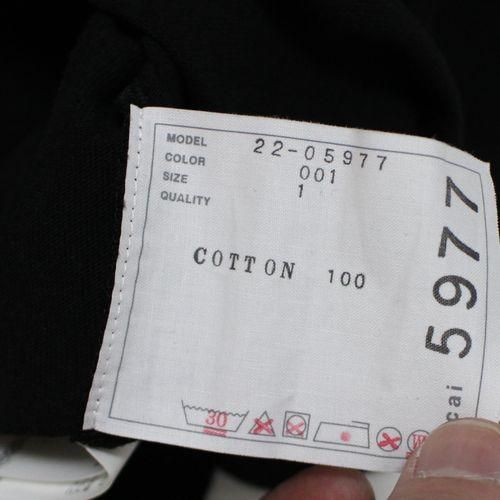 MODEL 22-05977
COLOR 001
SIZE 1
QUALITY
COTTON 100
5977
cai
30
W